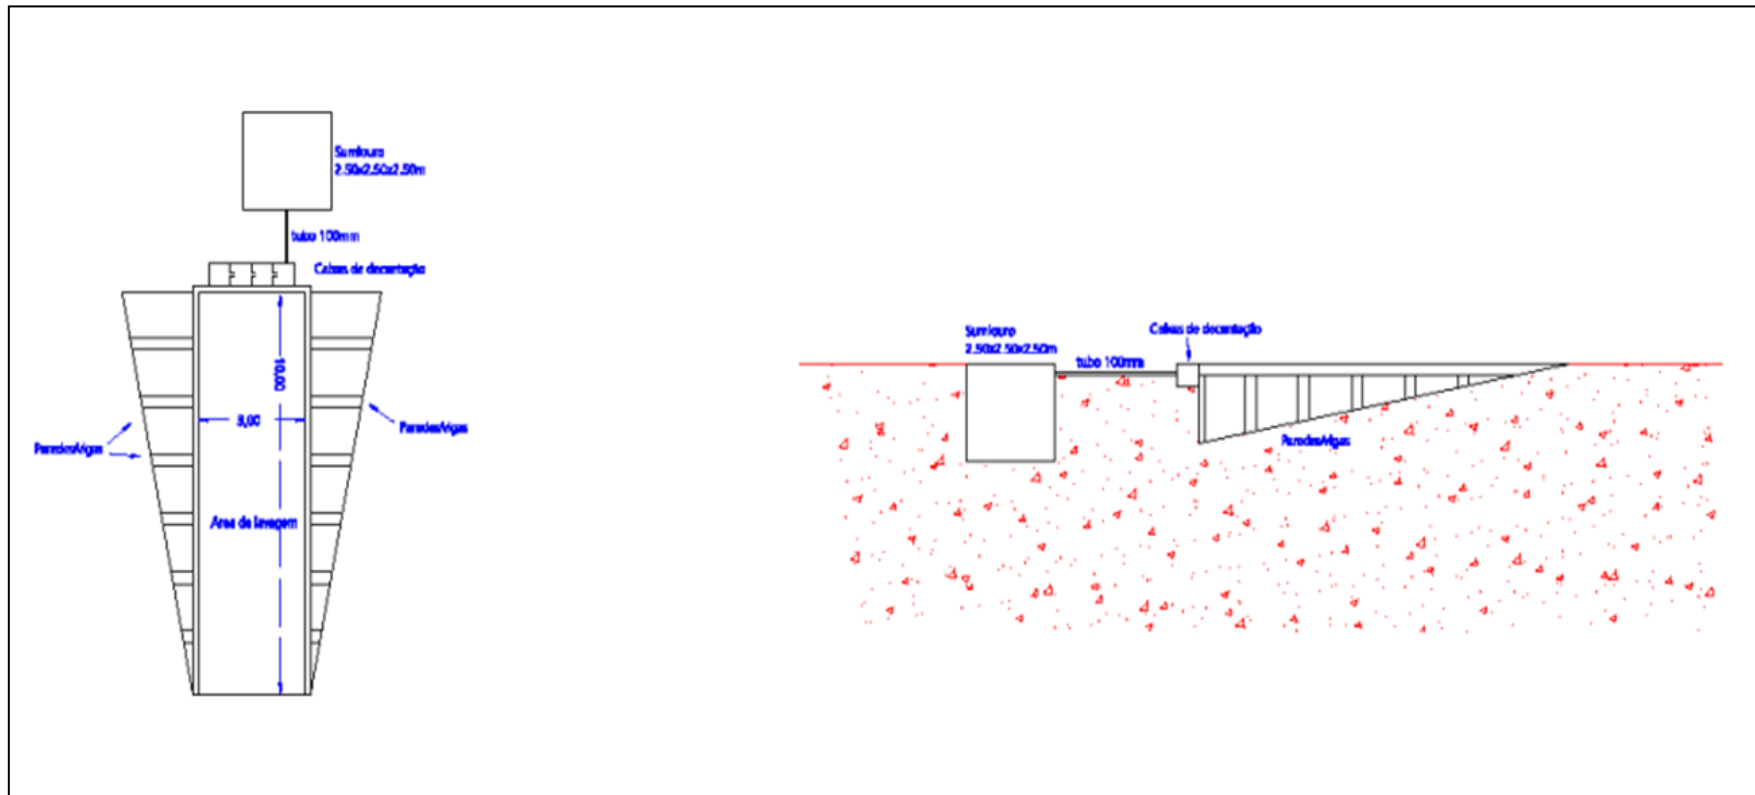 Sumidouro
2.50x2.50x2.50m
tubo 100mm
Caixas de decantação
10,00
3,00
Paredes/vigas
Paredes/vigas
Área de lavagem
Sumidouro
2.50x2.50x2.50m
tubo 100mm
Caixas de decantação
Paredes/vigas